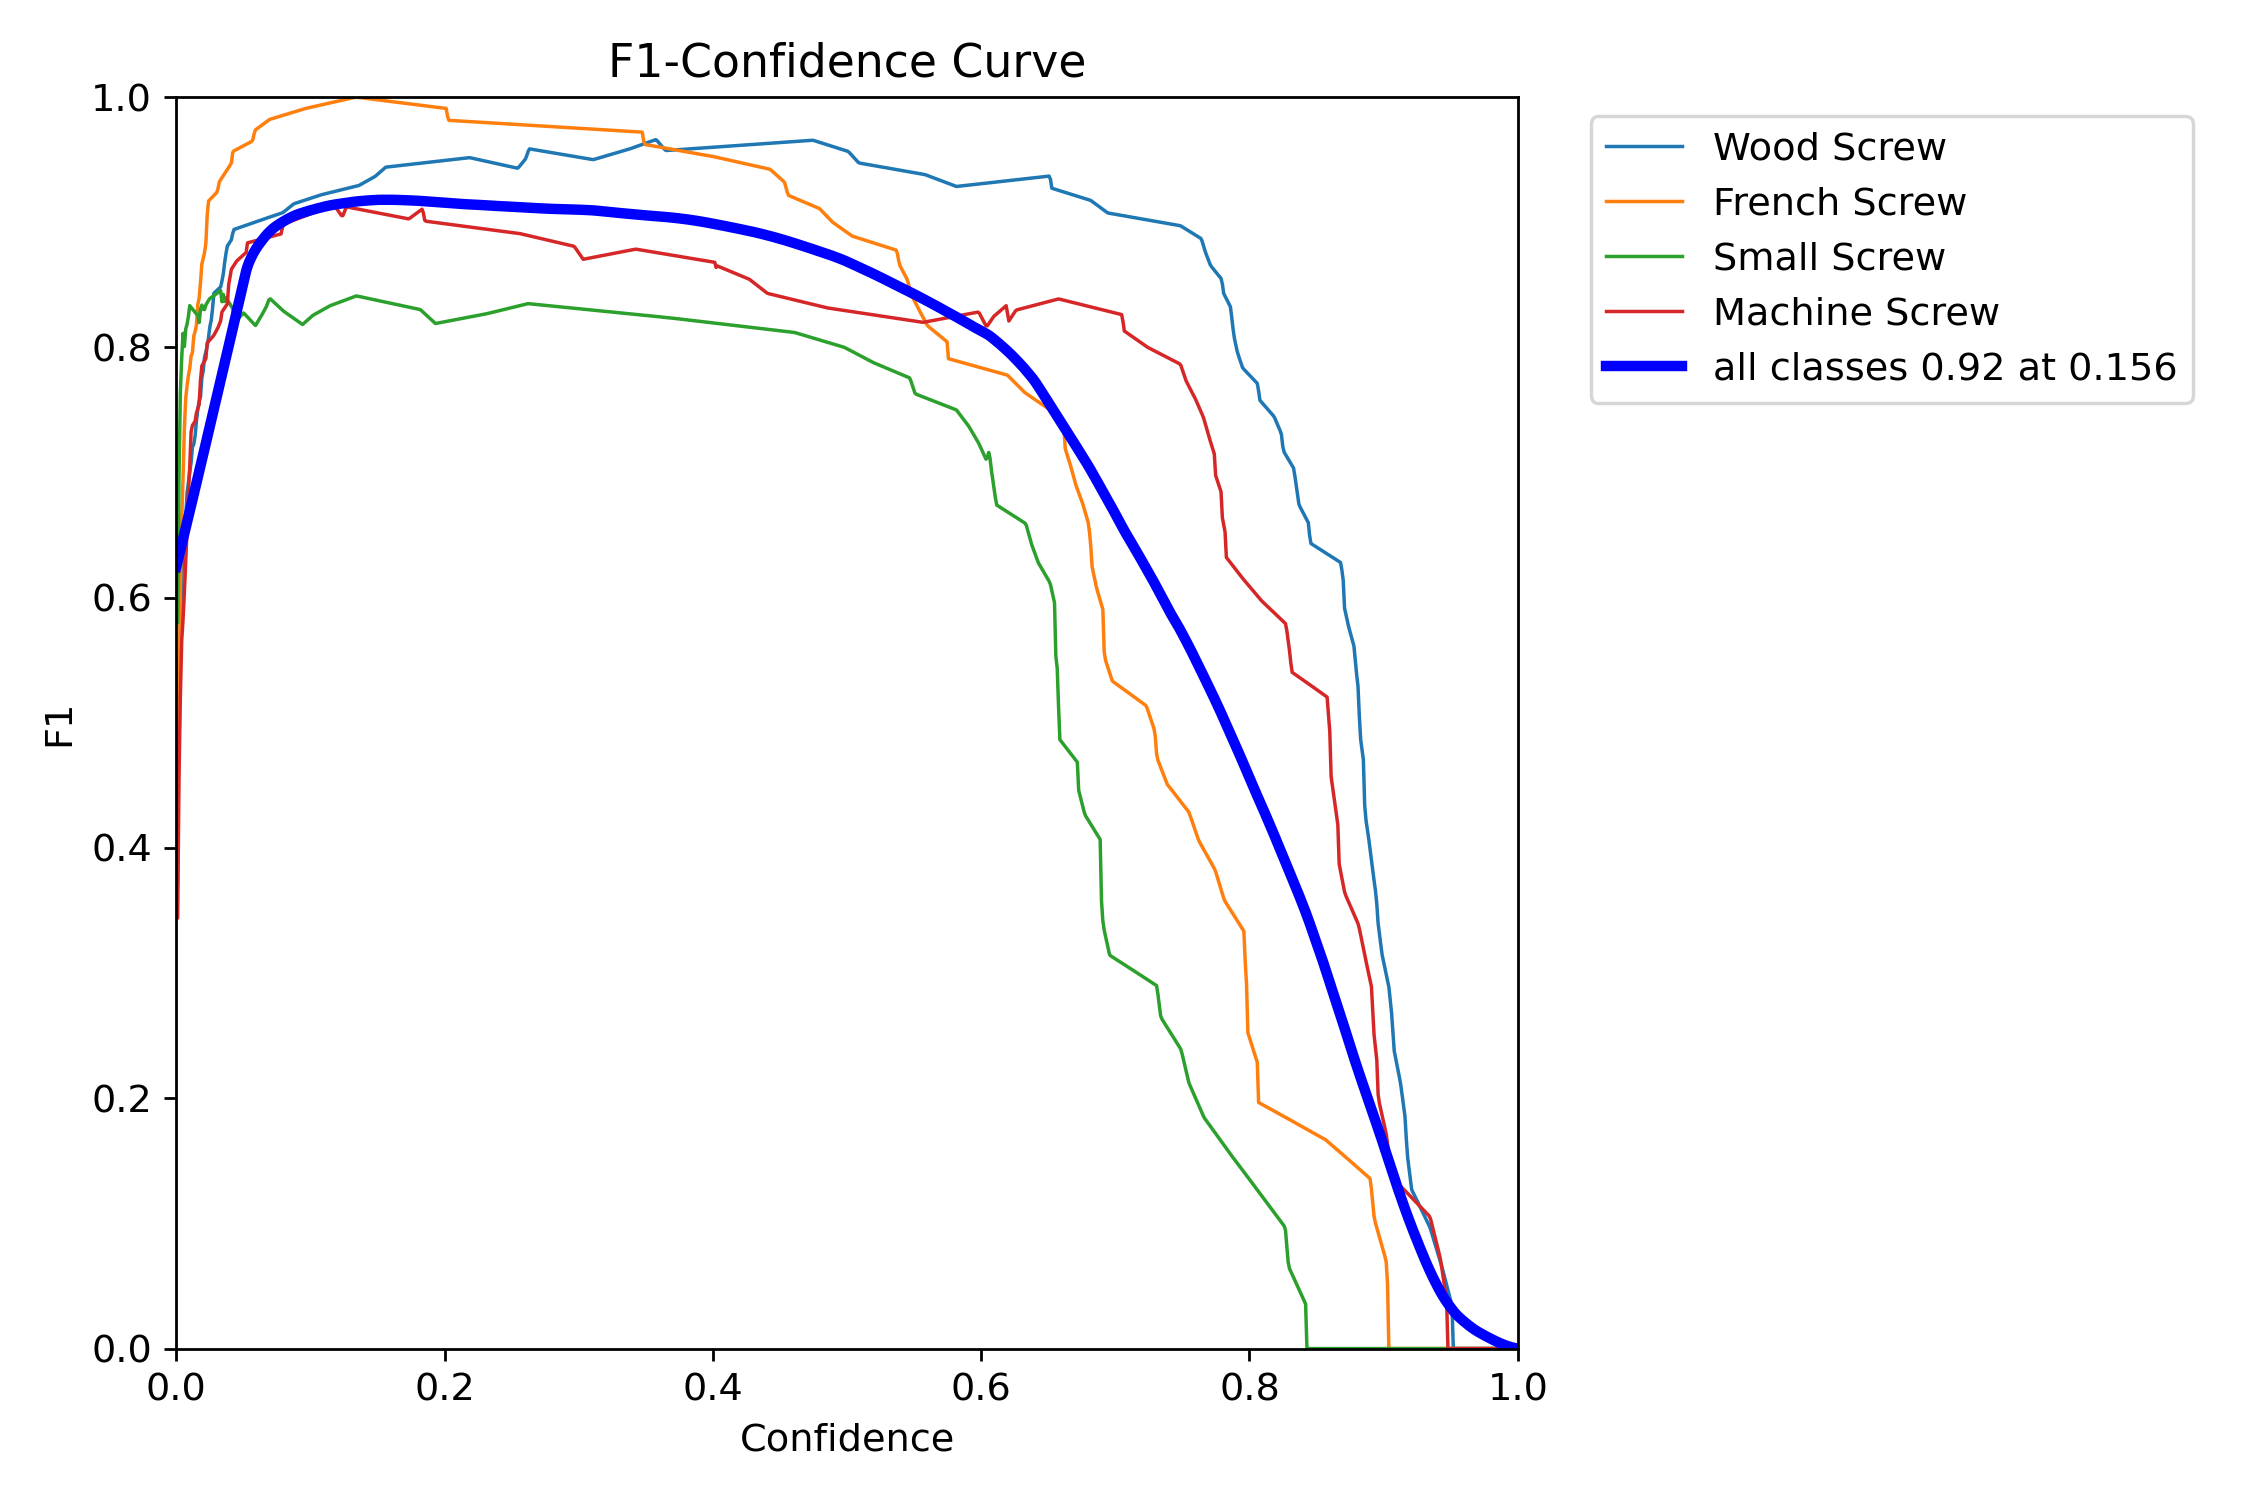 F1-Confidence Curve
1.0
0.8
0.6
0.4
0.2
0.0
F1
0.0 0.2 0.4 0.6 0.8 1.0
Confidence
Wood Screw
French Screw
Small Screw
Machine Screw
all classes 0.92 at 0.156